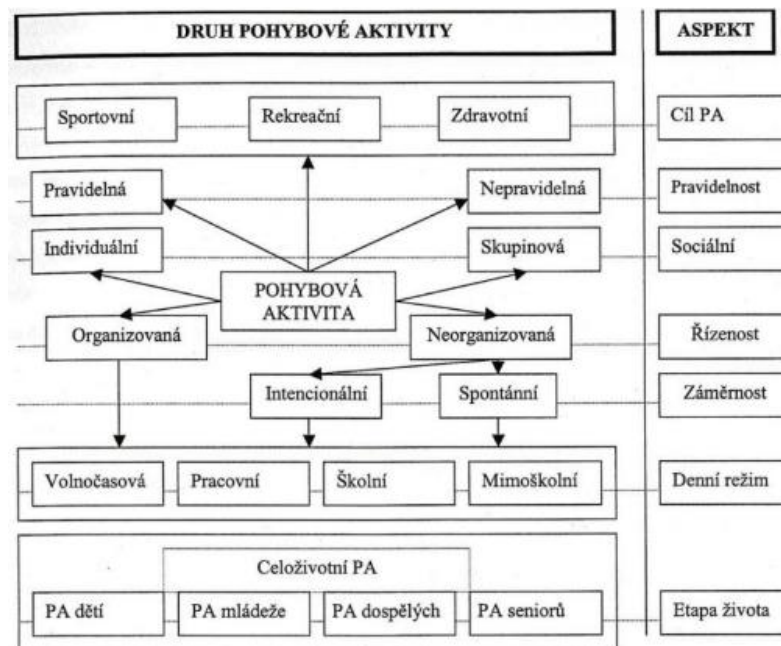 DRUH POHYBOVÉ AKTIVITY
ASPEKT
Sportovní
Rekreační
Zdravotní
Cíl PA
Pravidelná
Nepravidelná
Pravidelnost
Individuální
Skupinová
Sociální
POHYBOVÁ
AKTIVITA
Organizovaná
Neorganizovaná
Řízenost
Intencionální
Spontánní
Záměrnost
Volnočasová
Pracovní
Školní
Mimoškolní
Denní režim
Celoživotní PA
PA dětí
PA mládeže
PA dospělých
PA seniorů
Etapa života